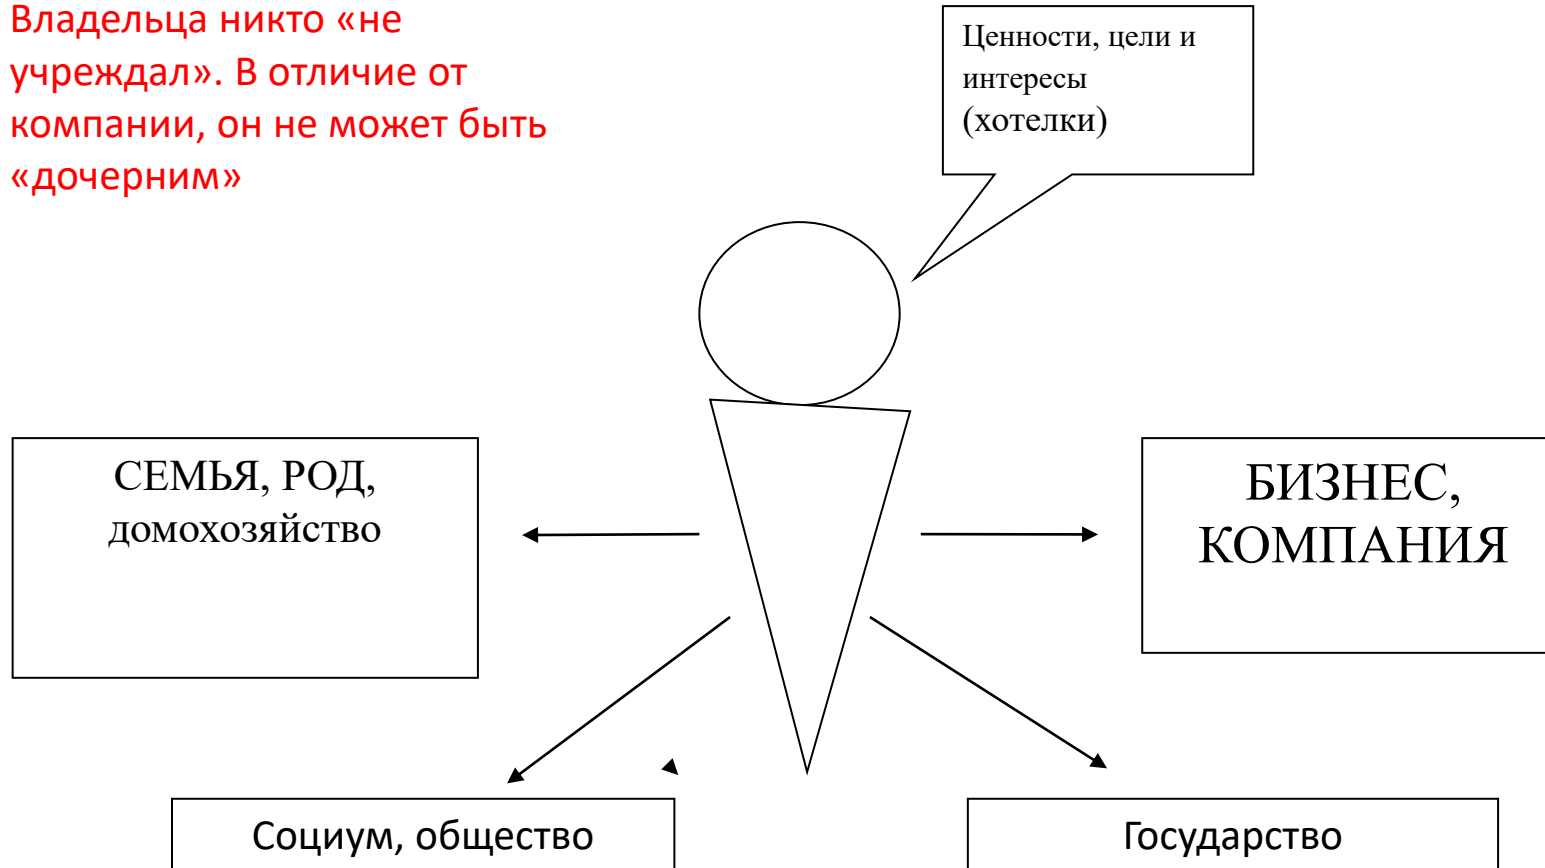 Владельца никто «не
учреждал». В отличие от
компании, он не может быть
«дочерним»
Ценности, цели и
интересы
(хотелки)
СЕМЬЯ, РОД,
домохозяйство
БИЗНЕС,
КОМПАНИЯ
Социум, общество
Государство